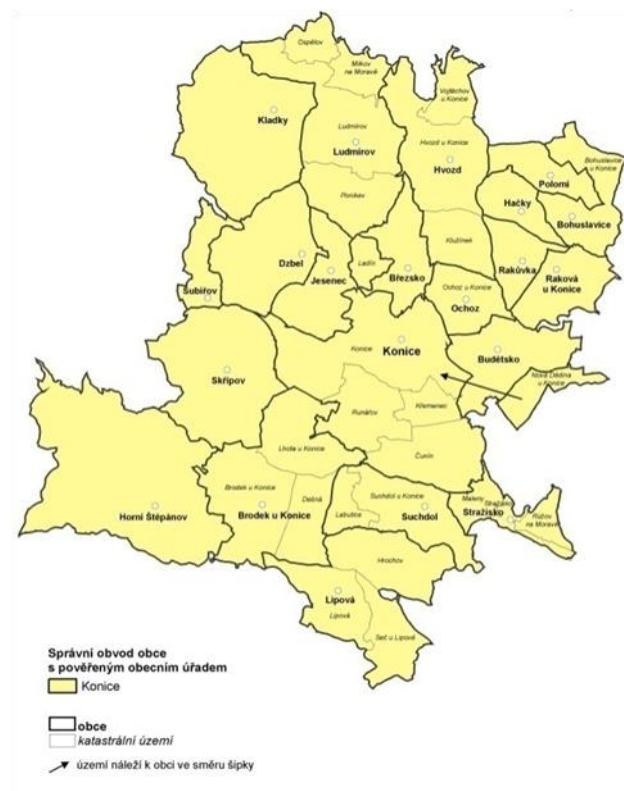 Ospělov
Milkov
na Moravě
Vojtěchov
u Konice
Kladky
Ludmírov
Ludmírov
Hvozd u Konice
Hvozd
Bohuslavice
u Konice
Polomí
Ponikev
Hačky
Bohuslavice
Klužínek
Dzbel
Jesenec
Ladín
Březsko
Rakůvka
Raková
u Konice
Ochoz u Konice
Ochoz
Šubířov
Konice
Konice
Budětsko
Skřípov
Nová Dědina
u Konice
Runářov
Křemenec
Čunín
Lhota u Konice
Brodek u Konice
Dešná
Suchdol u Konice
Maleny
Stražisko
Horní Štěpánov
Brodek u Konice
Labutice
Suchdol
Stražisko
Růžov
na Moravě
Hrochov
Lipová
Lipová
Seč u Lipové
Správní obvod obce
s pověřeným obecním úřadem
Konice
obce
katastrální území
území náleží k obci ve směru šipky